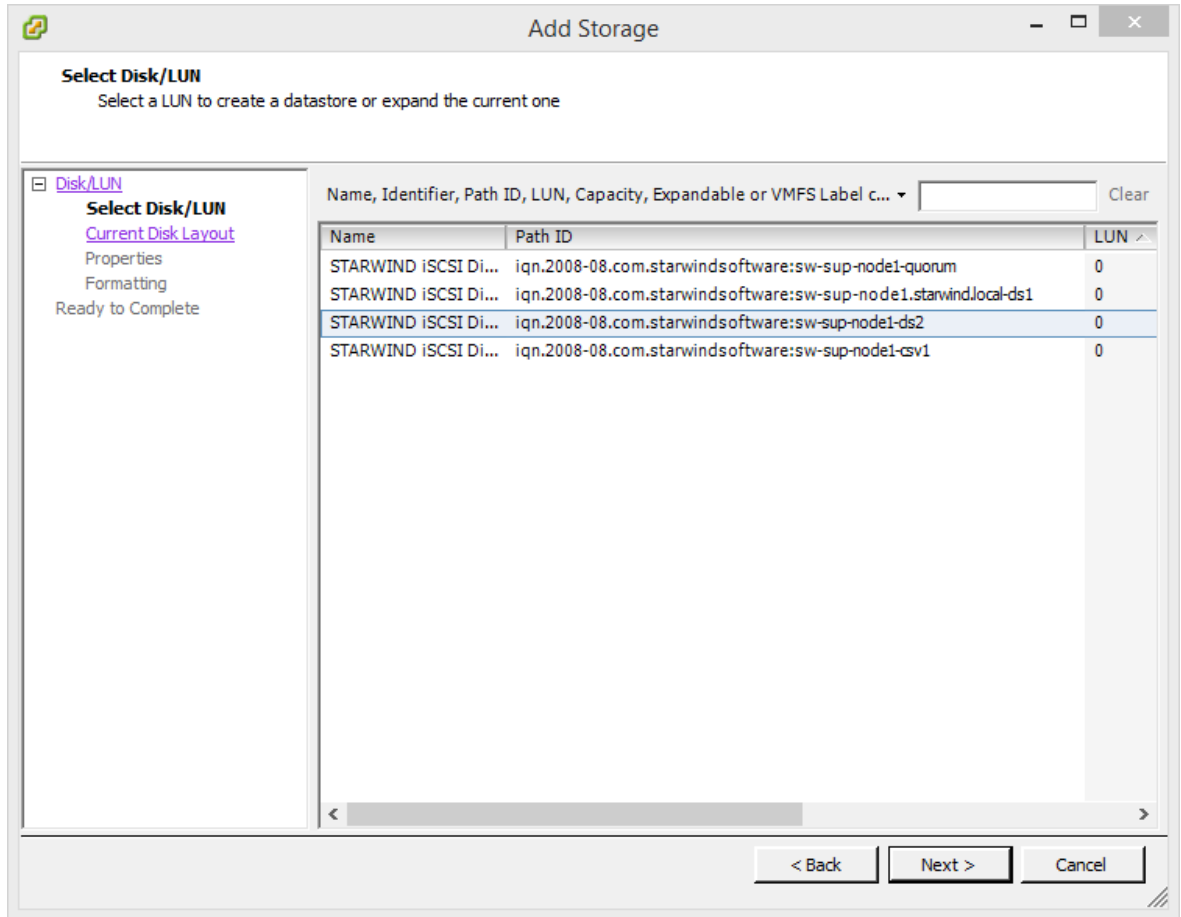 Add Storage
Select Disk/LUN
Select a LUN to create a datastore or expand the current one
Disk/LUN
Select Disk/LUN
Current Disk Layout
Properties
Formatting
Ready to Complete
Name, Identifier, Path ID, LUN, Capacity, Expandable or VMFS Label c... Clear
Name Path ID LUN
STARWIND iSCSI Di... iqn.2008-08.com.starwindsoftware:sw-sup-node1-quorum 0
STARWIND iSCSI Di... iqn.2008-08.com.starwindsoftware:sw-sup-node1.starwind.local-ds1 0
STARWIND iSCSI Di... iqn.2008-08.com.starwindsoftware:sw-sup-node1-ds2 0
STARWIND iSCSI Di... iqn.2008-08.com.starwindsoftware:sw-sup-node1-csv1 0
< Back Next > Cancel